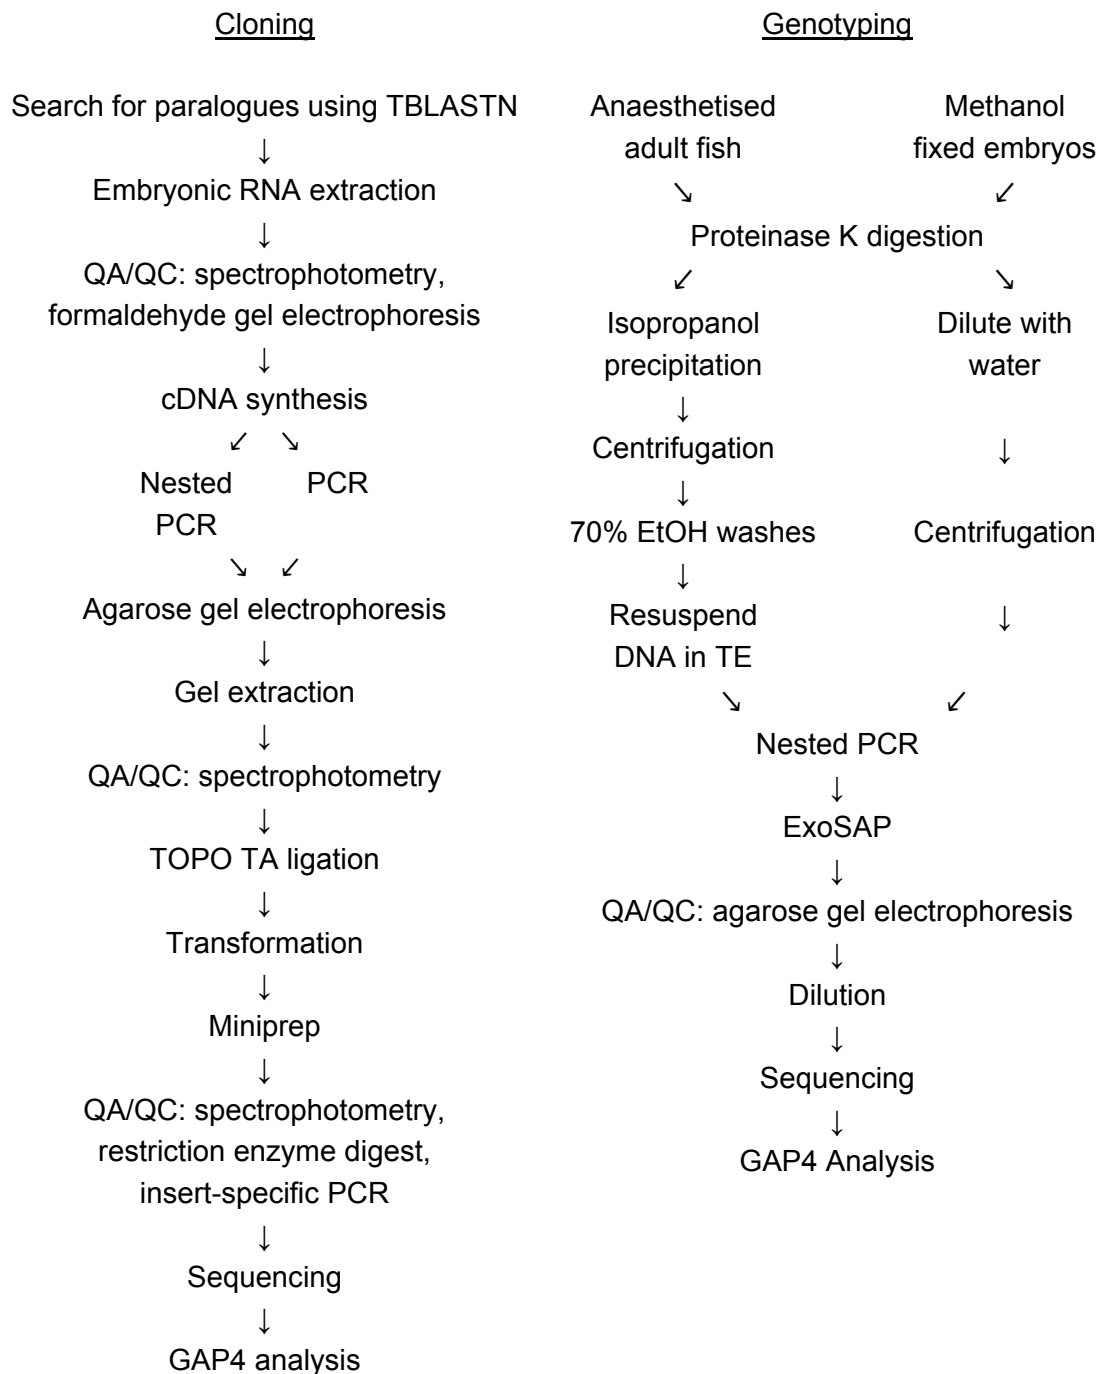 Cloning
Search for paralogues using TBLASTN
↓
Embryonic RNA extraction
↓
QA/QC: spectrophotometry,
formaldehyde gel electrophoresis
↓
cDNA synthesis
↙ ↘
Nested PCR
PCR
↘ ↙
Agarose gel electrophoresis
↓
Gel extraction
↓
QA/QC: spectrophotometry
↓
TOPO TA ligation
↓
Transformation
↓
Miniprep
↓
QA/QC: spectrophotometry,
restriction enzyme digest,
insert-specific PCR
↓
Sequencing
↓
GAP4 analysis
Genotyping
Anaesthetised Methanol
adult fish fixed embryos
↘ ↙
Proteinase K digestion
↙ ↘
Isopropanol Dilute with
precipitation water
↓
Centrifugation ↓
↓
70% EtOH washes Centrifugation
↓
Resuspend ↓
DNA in TE
↘ ↙
Nested PCR
↓
ExoSAP
↓
QA/QC: agarose gel electrophoresis
↓
Dilution
↓
Sequencing
↓
GAP4 Analysis